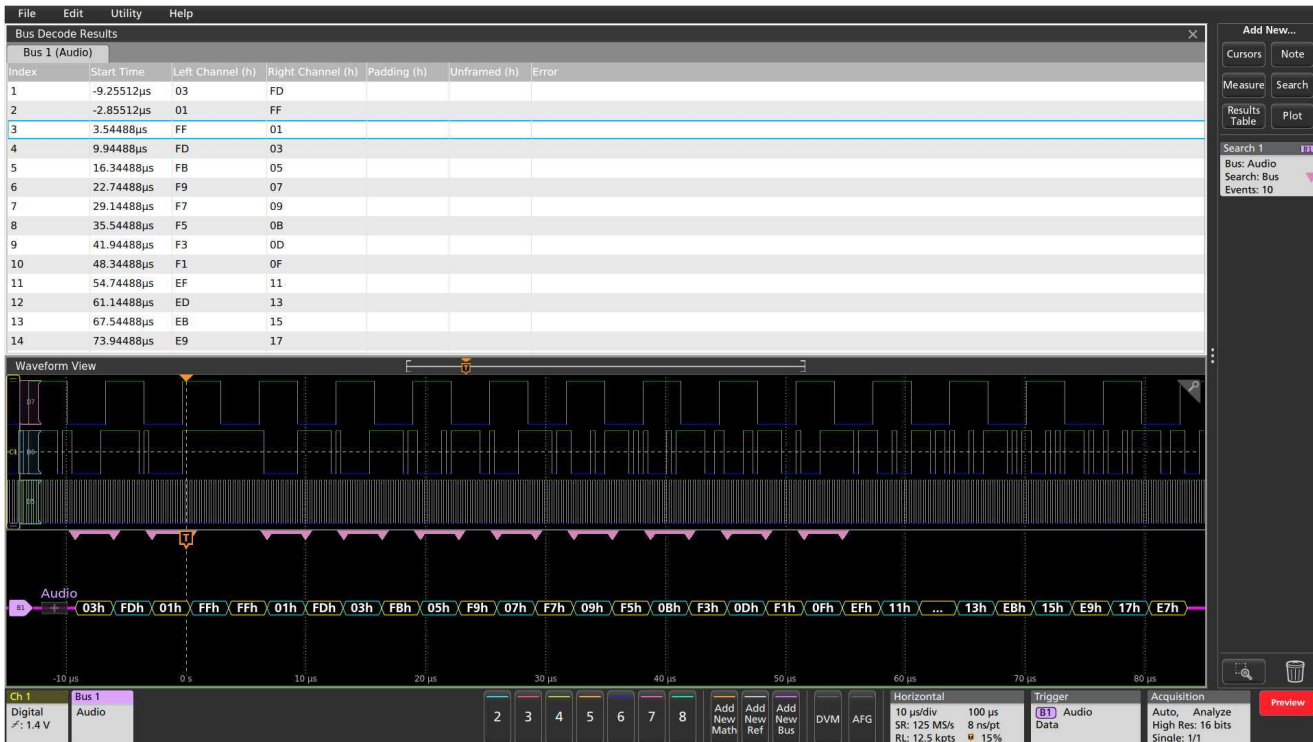 File Edit Utility Help
Bus Decode Results
Bus 1 (Audio)
Index Start Time Left Channel (h) Right Channel (h) Padding (h) Unframed (h) Error
1 -9.25512µs 03 FD
2 -2.85512µs 01 FF
3 3.54488µs FF 01
4 9.94488µs FD 03
5 16.34488µs FB 05
6 22.74488µs F9 07
7 29.14488µs F7 09
8 35.54488µs F5 0B
9 41.94488µs F3 0D
10 48.34488µs F1 0F
11 54.74488µs EF 11
12 61.14488µs ED 13
13 67.54488µs EB 15
14 73.94488µs E9 17
Add New...
Cursors Note
Measure Search
Results Table Plot
Search 1 B1
Bus: Audio
Search: Bus
Events: 10
Waveform View
T
D7
C1 D6
D5
T
Audio
B1 + 03h FDh 01h FFh FFh 01h FDh 03h FBh 05h F9h 07h F7h 09h F5h 0Bh F3h 0Dh F1h 0Fh EFh 11h ... 13h EBh 15h E9h 17h E7h
-10 µs 0 s 10 µs 20 µs 30 µs 40 µs 50 µs 60 µs 70 µs 80 µs
Ch 1
Digital
: 1.4 V
Bus 1
Audio
2 3 4 5 6 7 8
Add New Math
Add New Ref
Add New Bus
DVM AFG
Horizontal
10 µs/div 100 µs
SR: 125 MS/s 8 ns/pt
RL: 12.5 kpts 15%
Trigger
B1 Audio
Data
Acquisition
Auto, Analyze
High Res: 16 bits
Single: 1/1
Preview